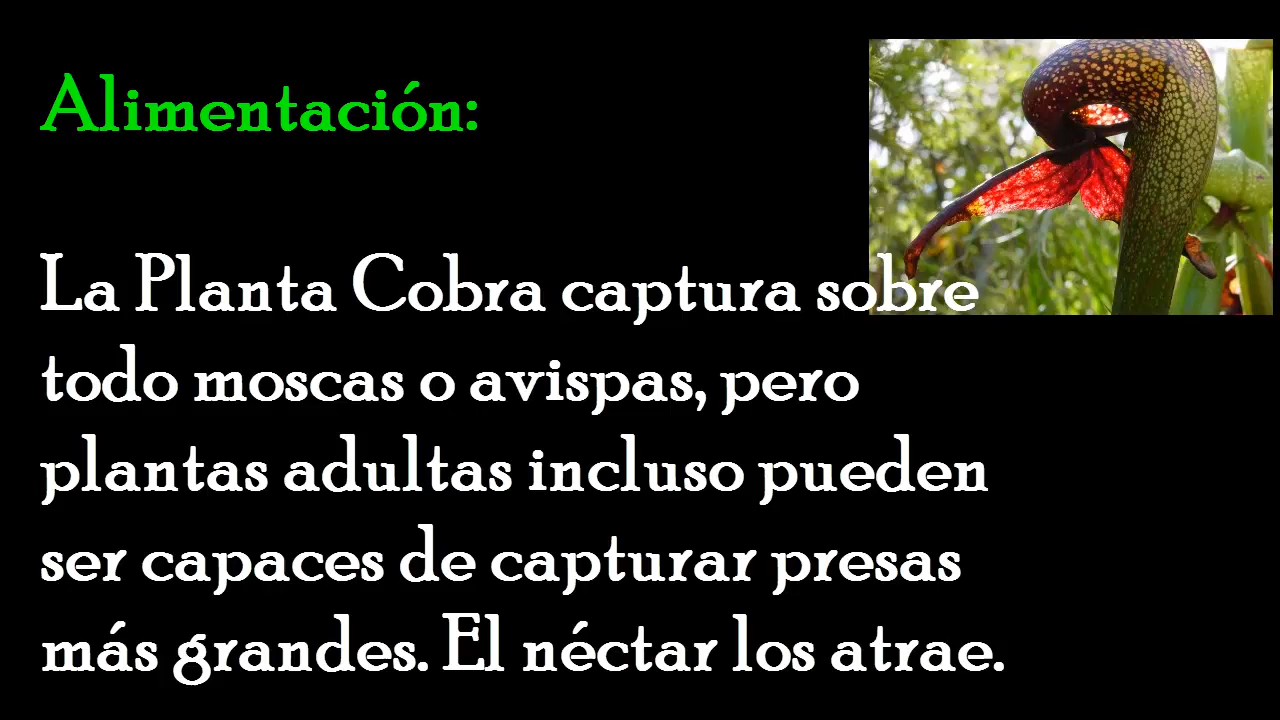 Alimentación:
La Planta Cobra captura sobre
todo moscas o avispas, pero
plantas adultas incluso pueden
ser capaces de capturar presas
más grandes. El néctar los atrae.